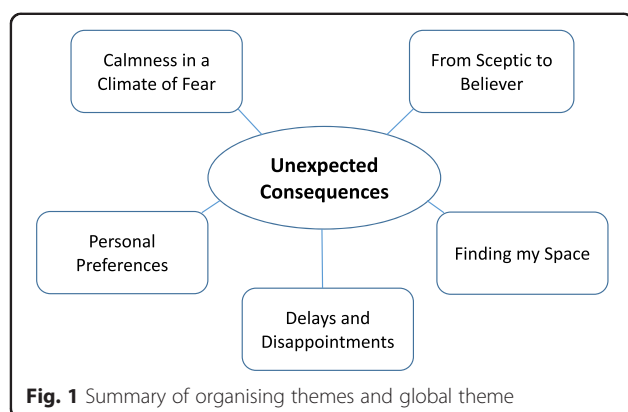 Calmness in a
Climate of Fear
From Sceptic to
Believer
Unexpected
Consequences
Personal
Preferences
Finding my Space
Delays and
Disappointments
Fig. 1 Summary of organising themes and global theme